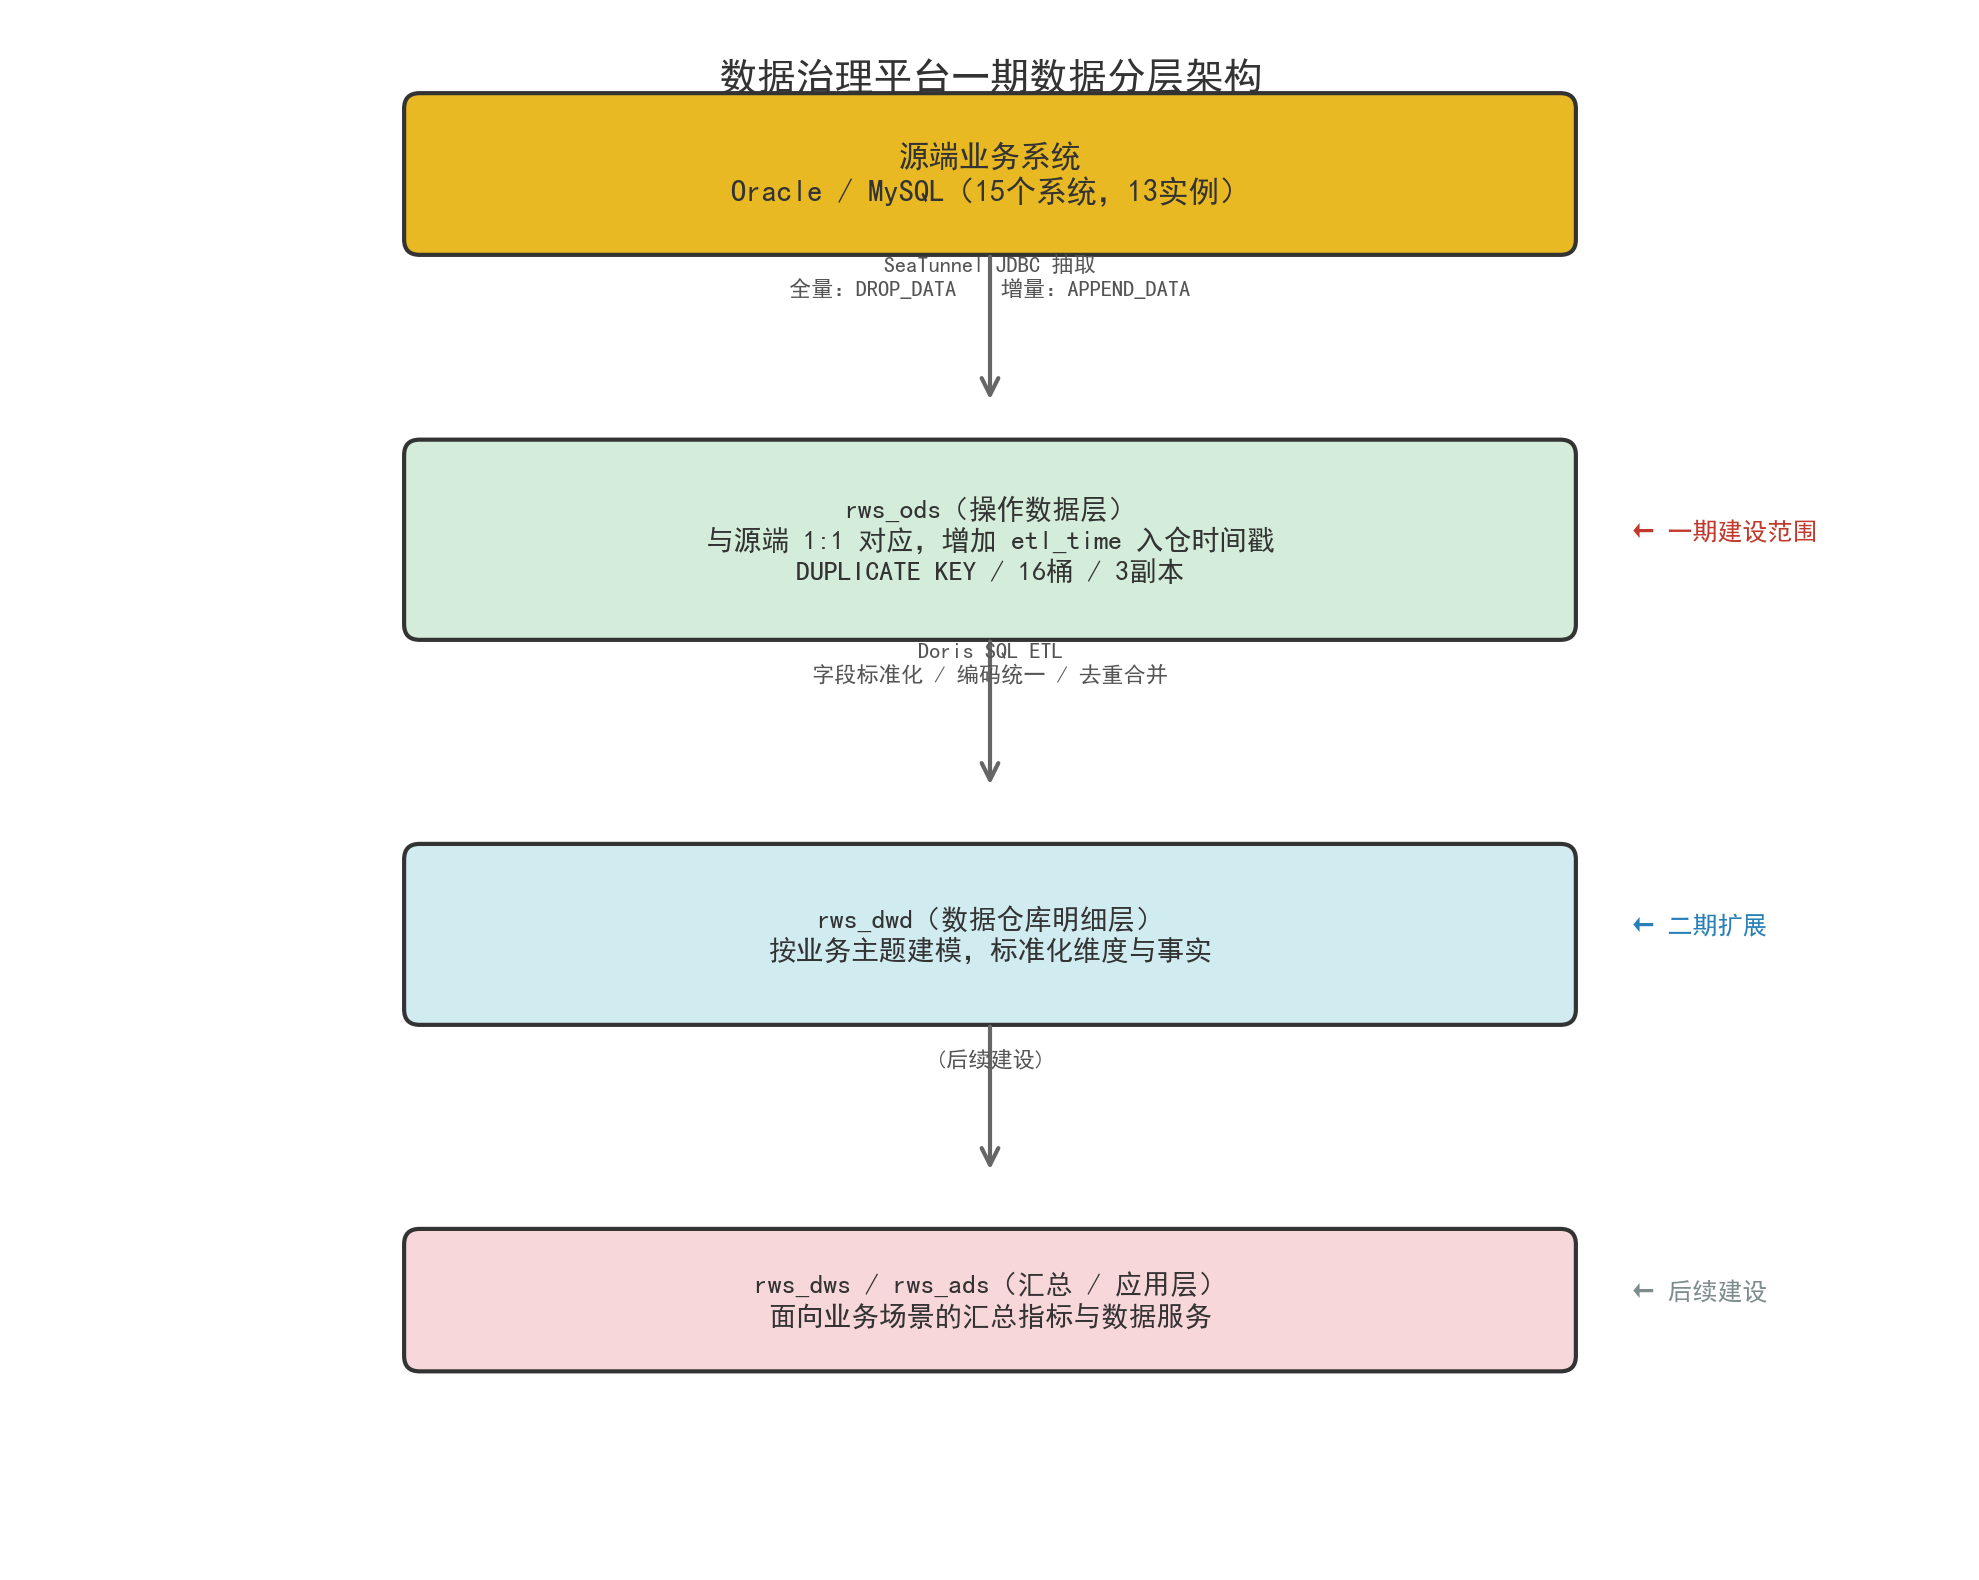 数据治理平台一期数据分层架构
源端业务系统
Oracle / MySQL（15个系统，13实例）
SeaTunnel JDBC 抽取
全量：DROP_DATA    增量：APPEND_DATA
rws_ods（操作数据层）
与源端 1:1 对应，增加 etl_time 入仓时间戳
DUPLICATE KEY / 16桶 / 3副本
← 一期建设范围
Doris SQL ETL
字段标准化 / 编码统一 / 去重合并
rws_dwd（数据仓库明细层）
按业务主题建模，标准化维度与事实
← 二期扩展
（后续建设）
rws_dws / rws_ads（汇总 / 应用层）
面向业务场景的汇总指标与数据服务
← 后续建设